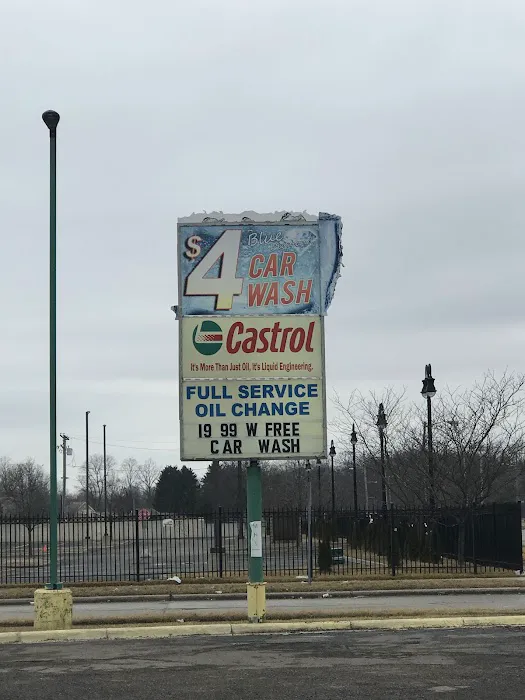 $4 Blue
CAR
WASH
Castrol
It's More Than Just Oil. It's Liquid Engineering.
FULL SERVICE
OIL CHANGE
19 99 W FREE
CAR WASH